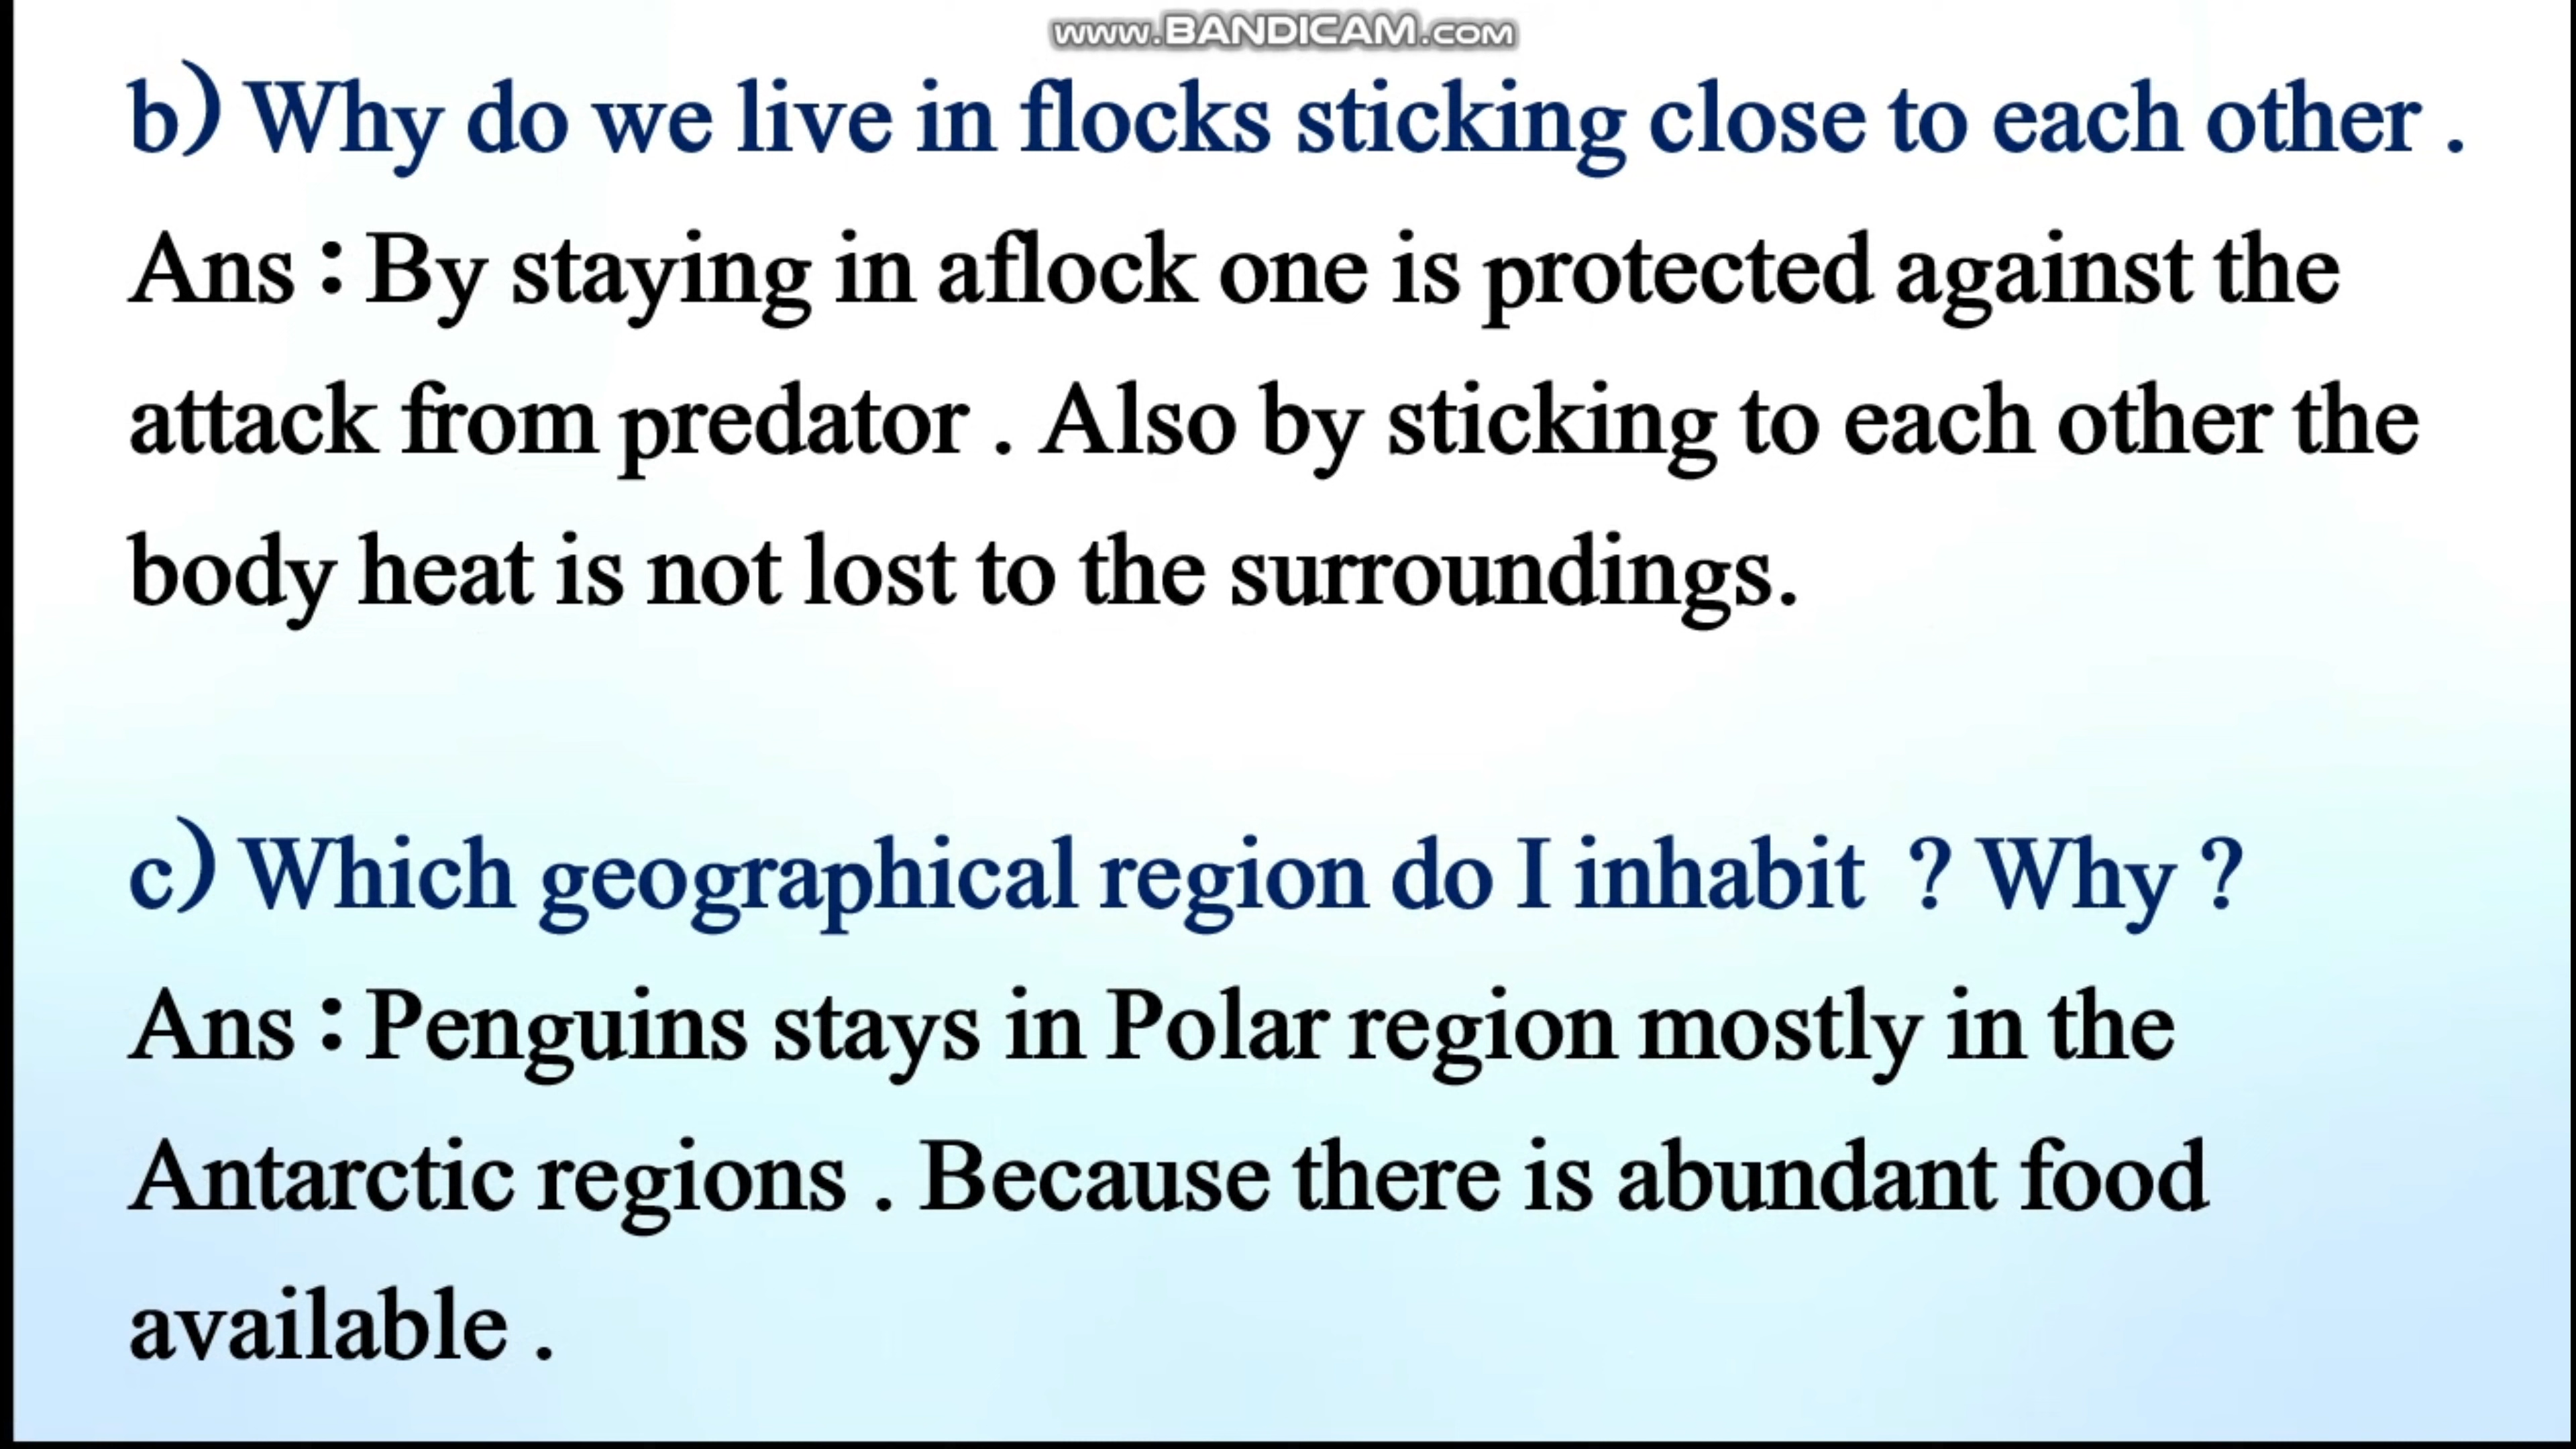 www.BANDICAM.com
b) Why do we live in flocks sticking close to each other .
Ans : By staying in aflock one is protected against the
attack from predator . Also by sticking to each other the
body heat is not lost to the surroundings.
c) Which geographical region do I inhabit ? Why ?
Ans : Penguins stays in Polar region mostly in the
Antarctic regions . Because there is abundant food
available .